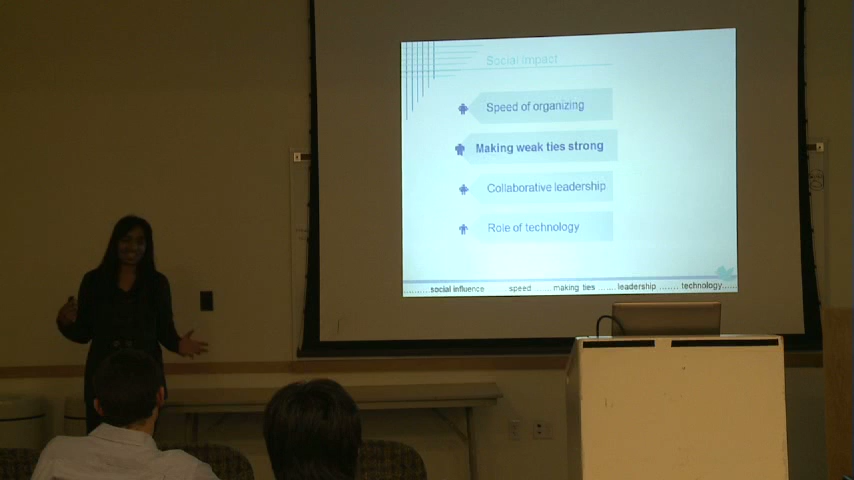 Social Impact
Speed of organizing
Making weak ties strong
Collaborative leadership
Role of technology
..........social influence speed ..... making ties ...... leadership ........ technology......